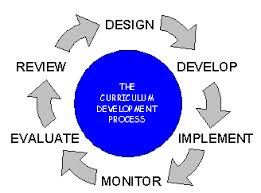 DESIGN
DEVELOP
IMPLEMENT
MONITOR
EVALUATE
REVIEW
THE
CURRICULUM
DEVELOPMENT
PROCESS